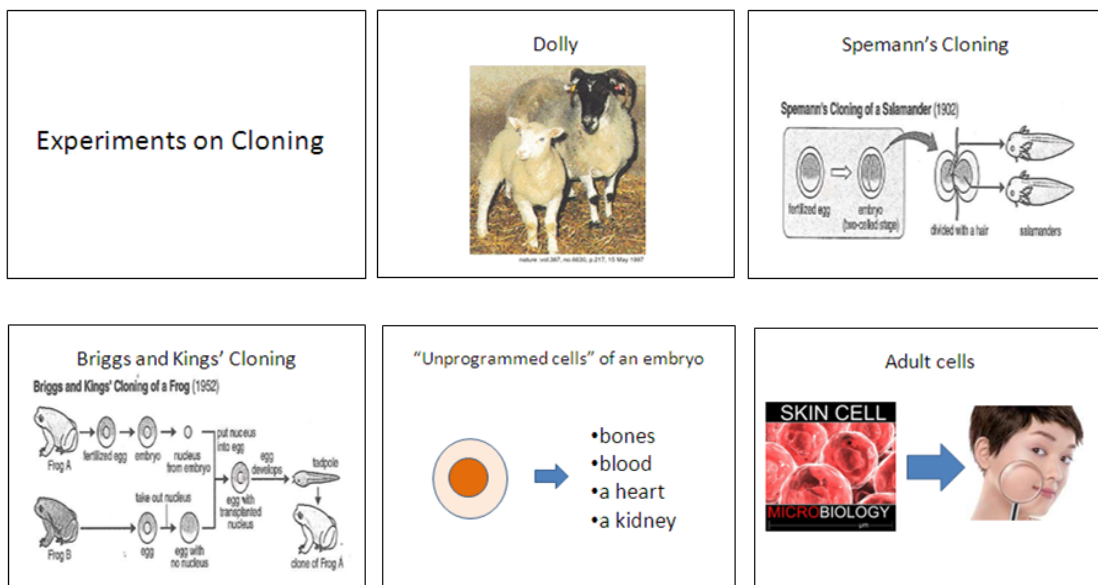 Experiments on Cloning
Dolly
nature :vol.387, no.6630, p.217, 15 May 1997
Spemann's Cloning
Spemann's Cloning of a Salamander (1902)
fertilized egg
embryo
(two-celled stage)
divided with a hair
salamanders
Briggs and Kings' Cloning
Briggs and Kings' Cloning of a Frog (1952)
Frog A
fertilized egg
embryo
nucleus
from embryo
put nuceus
into egg
egg
develops
tadpole
egg with
transplanted
nucleus
take out nucleus
Frog B
egg
egg with
no nucleus
clone of Frog A
"Unprogrammed cells" of an embryo
•bones
•blood
•a heart
•a kidney
Adult cells
SKIN CELL
MICROBIOLOGY
µm